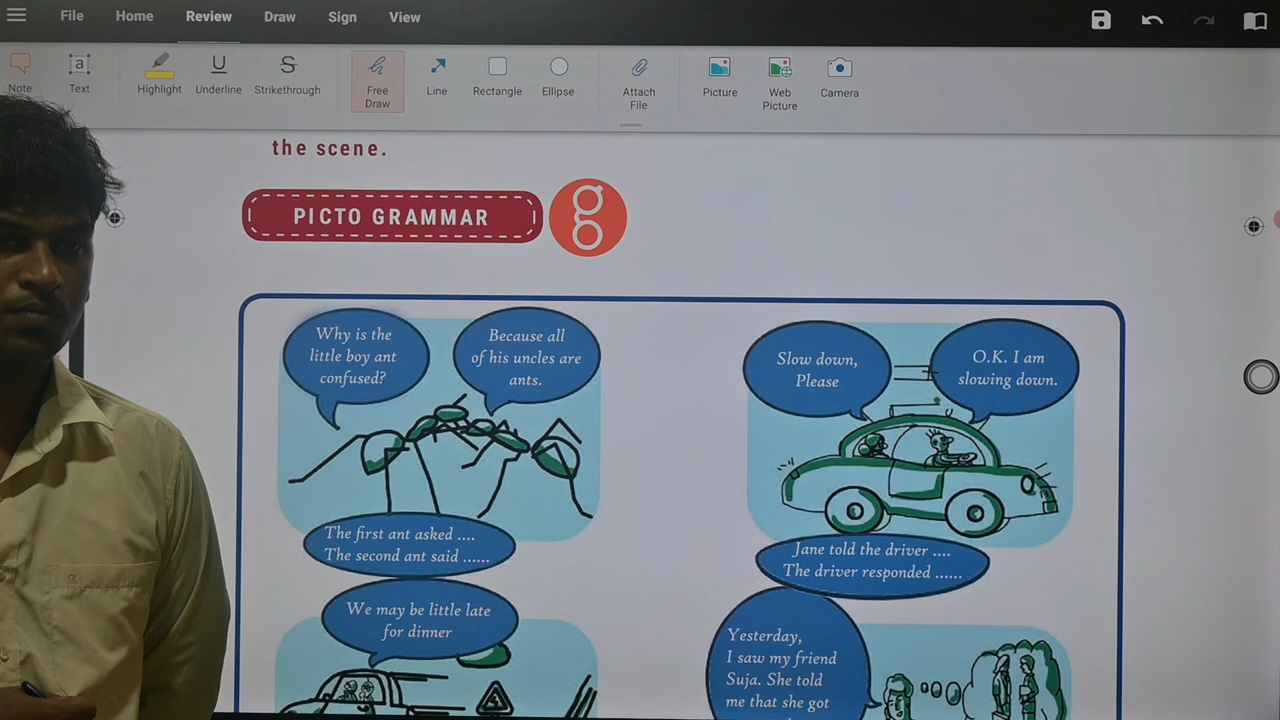 File Home Review Draw Sign View
Note Text Highlight Underline Strikethrough Free Draw Line Rectangle Ellipse Attach File Picture Web Picture Camera
the scene.
PICTO GRAMMAR
g
Why is the
little boy ant
confused?
Because all
of his uncles are
ants.
The first ant asked ....
The second ant said ......
Slow down,
Please
O.K. I am
slowing down.
Jane told the driver ....
The driver responded ......
We may be little late
for dinner
Yesterday,
I saw my friend
Suja. She told
me that she got